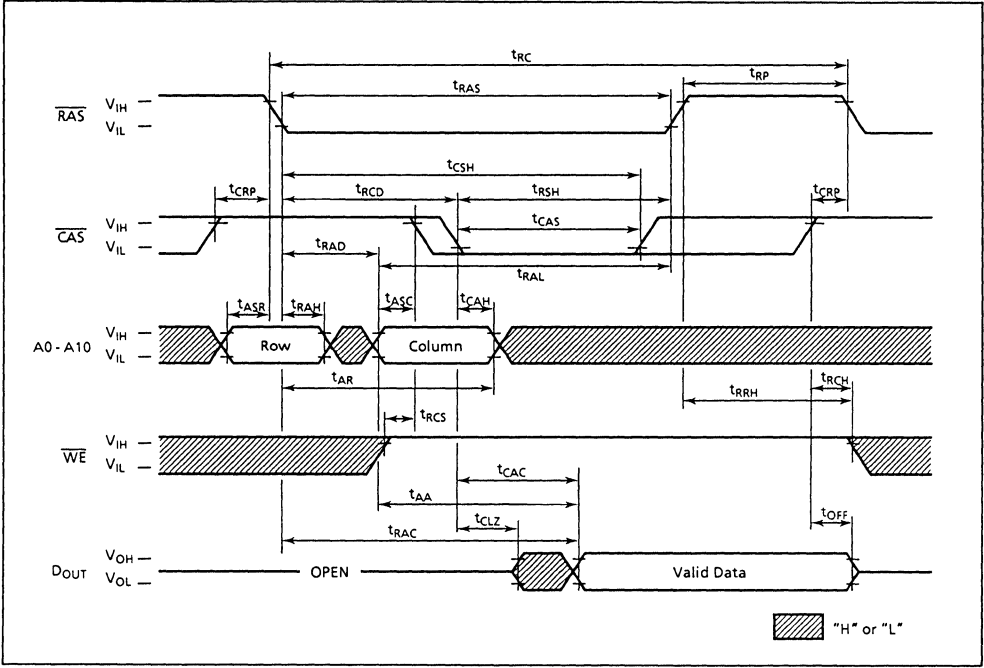 tRC
tRP
tRAS
RAS
VIH
VIL
tCSH
tCRP
tRCD
tRSH
tCRP
CAS
VIH
VIL
tCAS
tRAD
tRAL
tASR
tRAH
tASC
tCAH
A0 - A10
VIH
VIL
Row
Column
tAR
tRCH
tRRH
tRCS
WE
VIH
VIL
tCAC
tAA
tCLZ
tOFF
tRAC
DOUT
VOH
VOL
OPEN
Valid Data
"H" or "L"